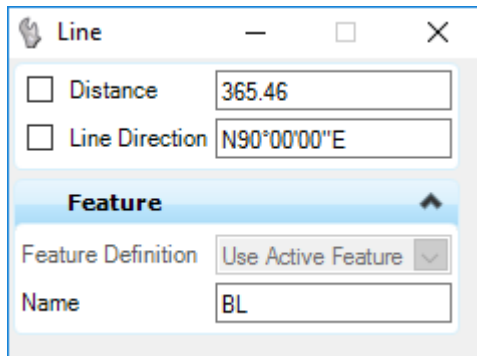 Line
Distance 365.46
Line Direction N90°00'00"E
Feature
Feature Definition Use Active Feature
Name BL